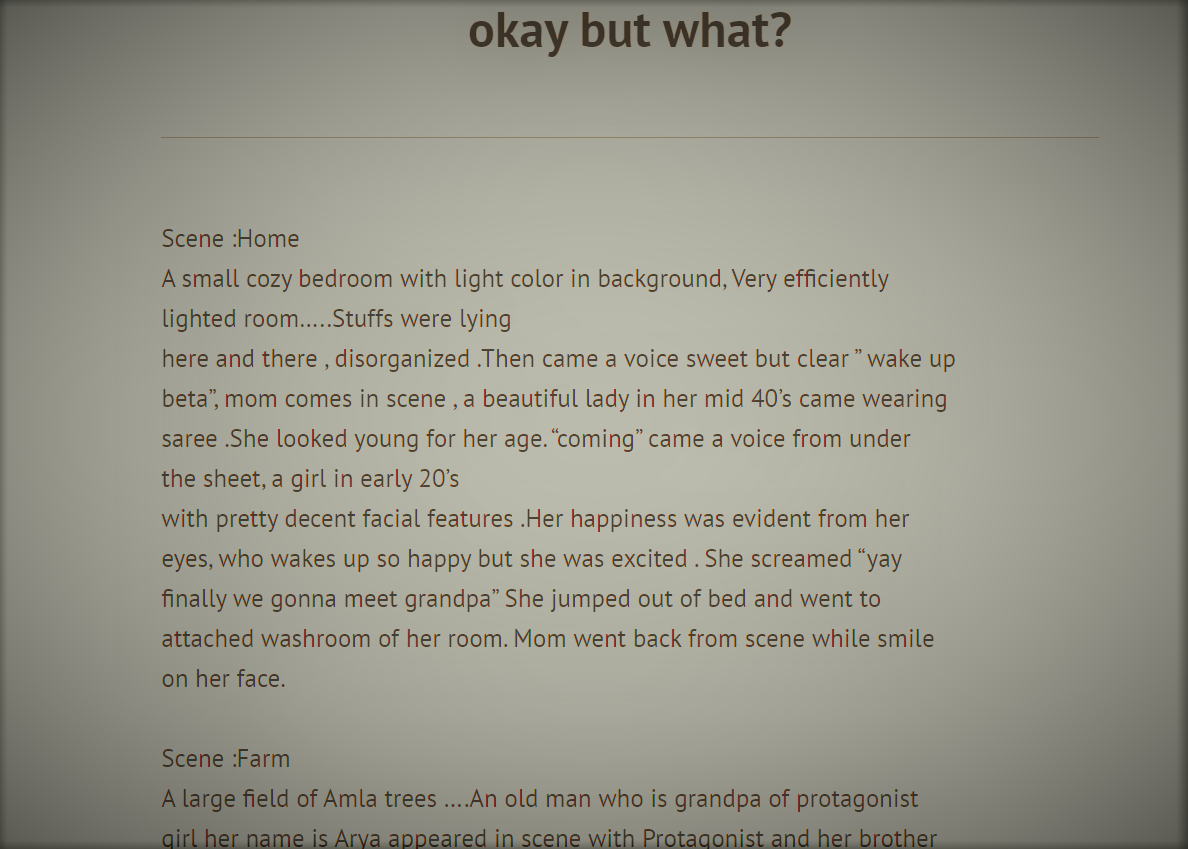 okay but what?
Scene :Home
A small cozy bedroom with light color in background, Very efficiently
lighted room…..Stuffs were lying
here and there , disorganized .Then came a voice sweet but clear ” wake up
beta”, mom comes in scene , a beautiful lady in her mid 40’s came wearing
saree .She looked young for her age. “coming” came a voice from under
the sheet, a girl in early 20’s
with pretty decent facial features .Her happiness was evident from her
eyes, who wakes up so happy but she was excited . She screamed “yay
finally we gonna meet grandpa” She jumped out of bed and went to
attached washroom of her room. Mom went back from scene while smile
on her face.
Scene :Farm
A large field of Amla trees ….An old man who is grandpa of protagonist
girl her name is Arya appeared in scene with Protagonist and her brother